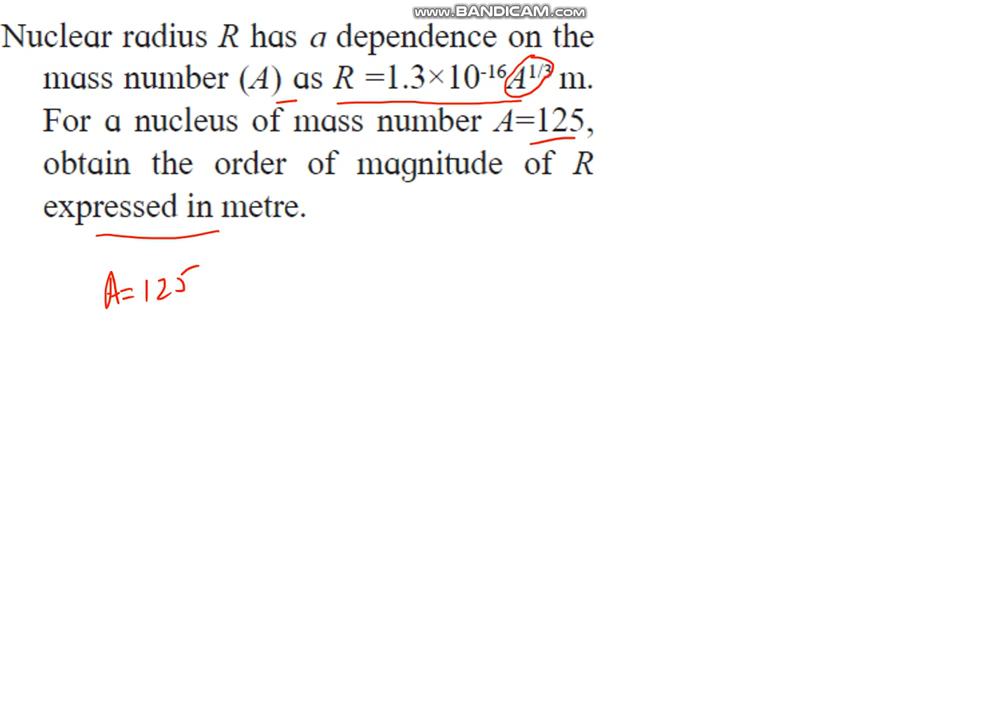 www.BANDICAM.com
Nuclear radius R has a dependence on the
mass number (A) as R =1.3×10⁻¹⁶A¹/³ m.
For a nucleus of mass number A=125,
obtain the order of magnitude of R
expressed in metre.
A=125